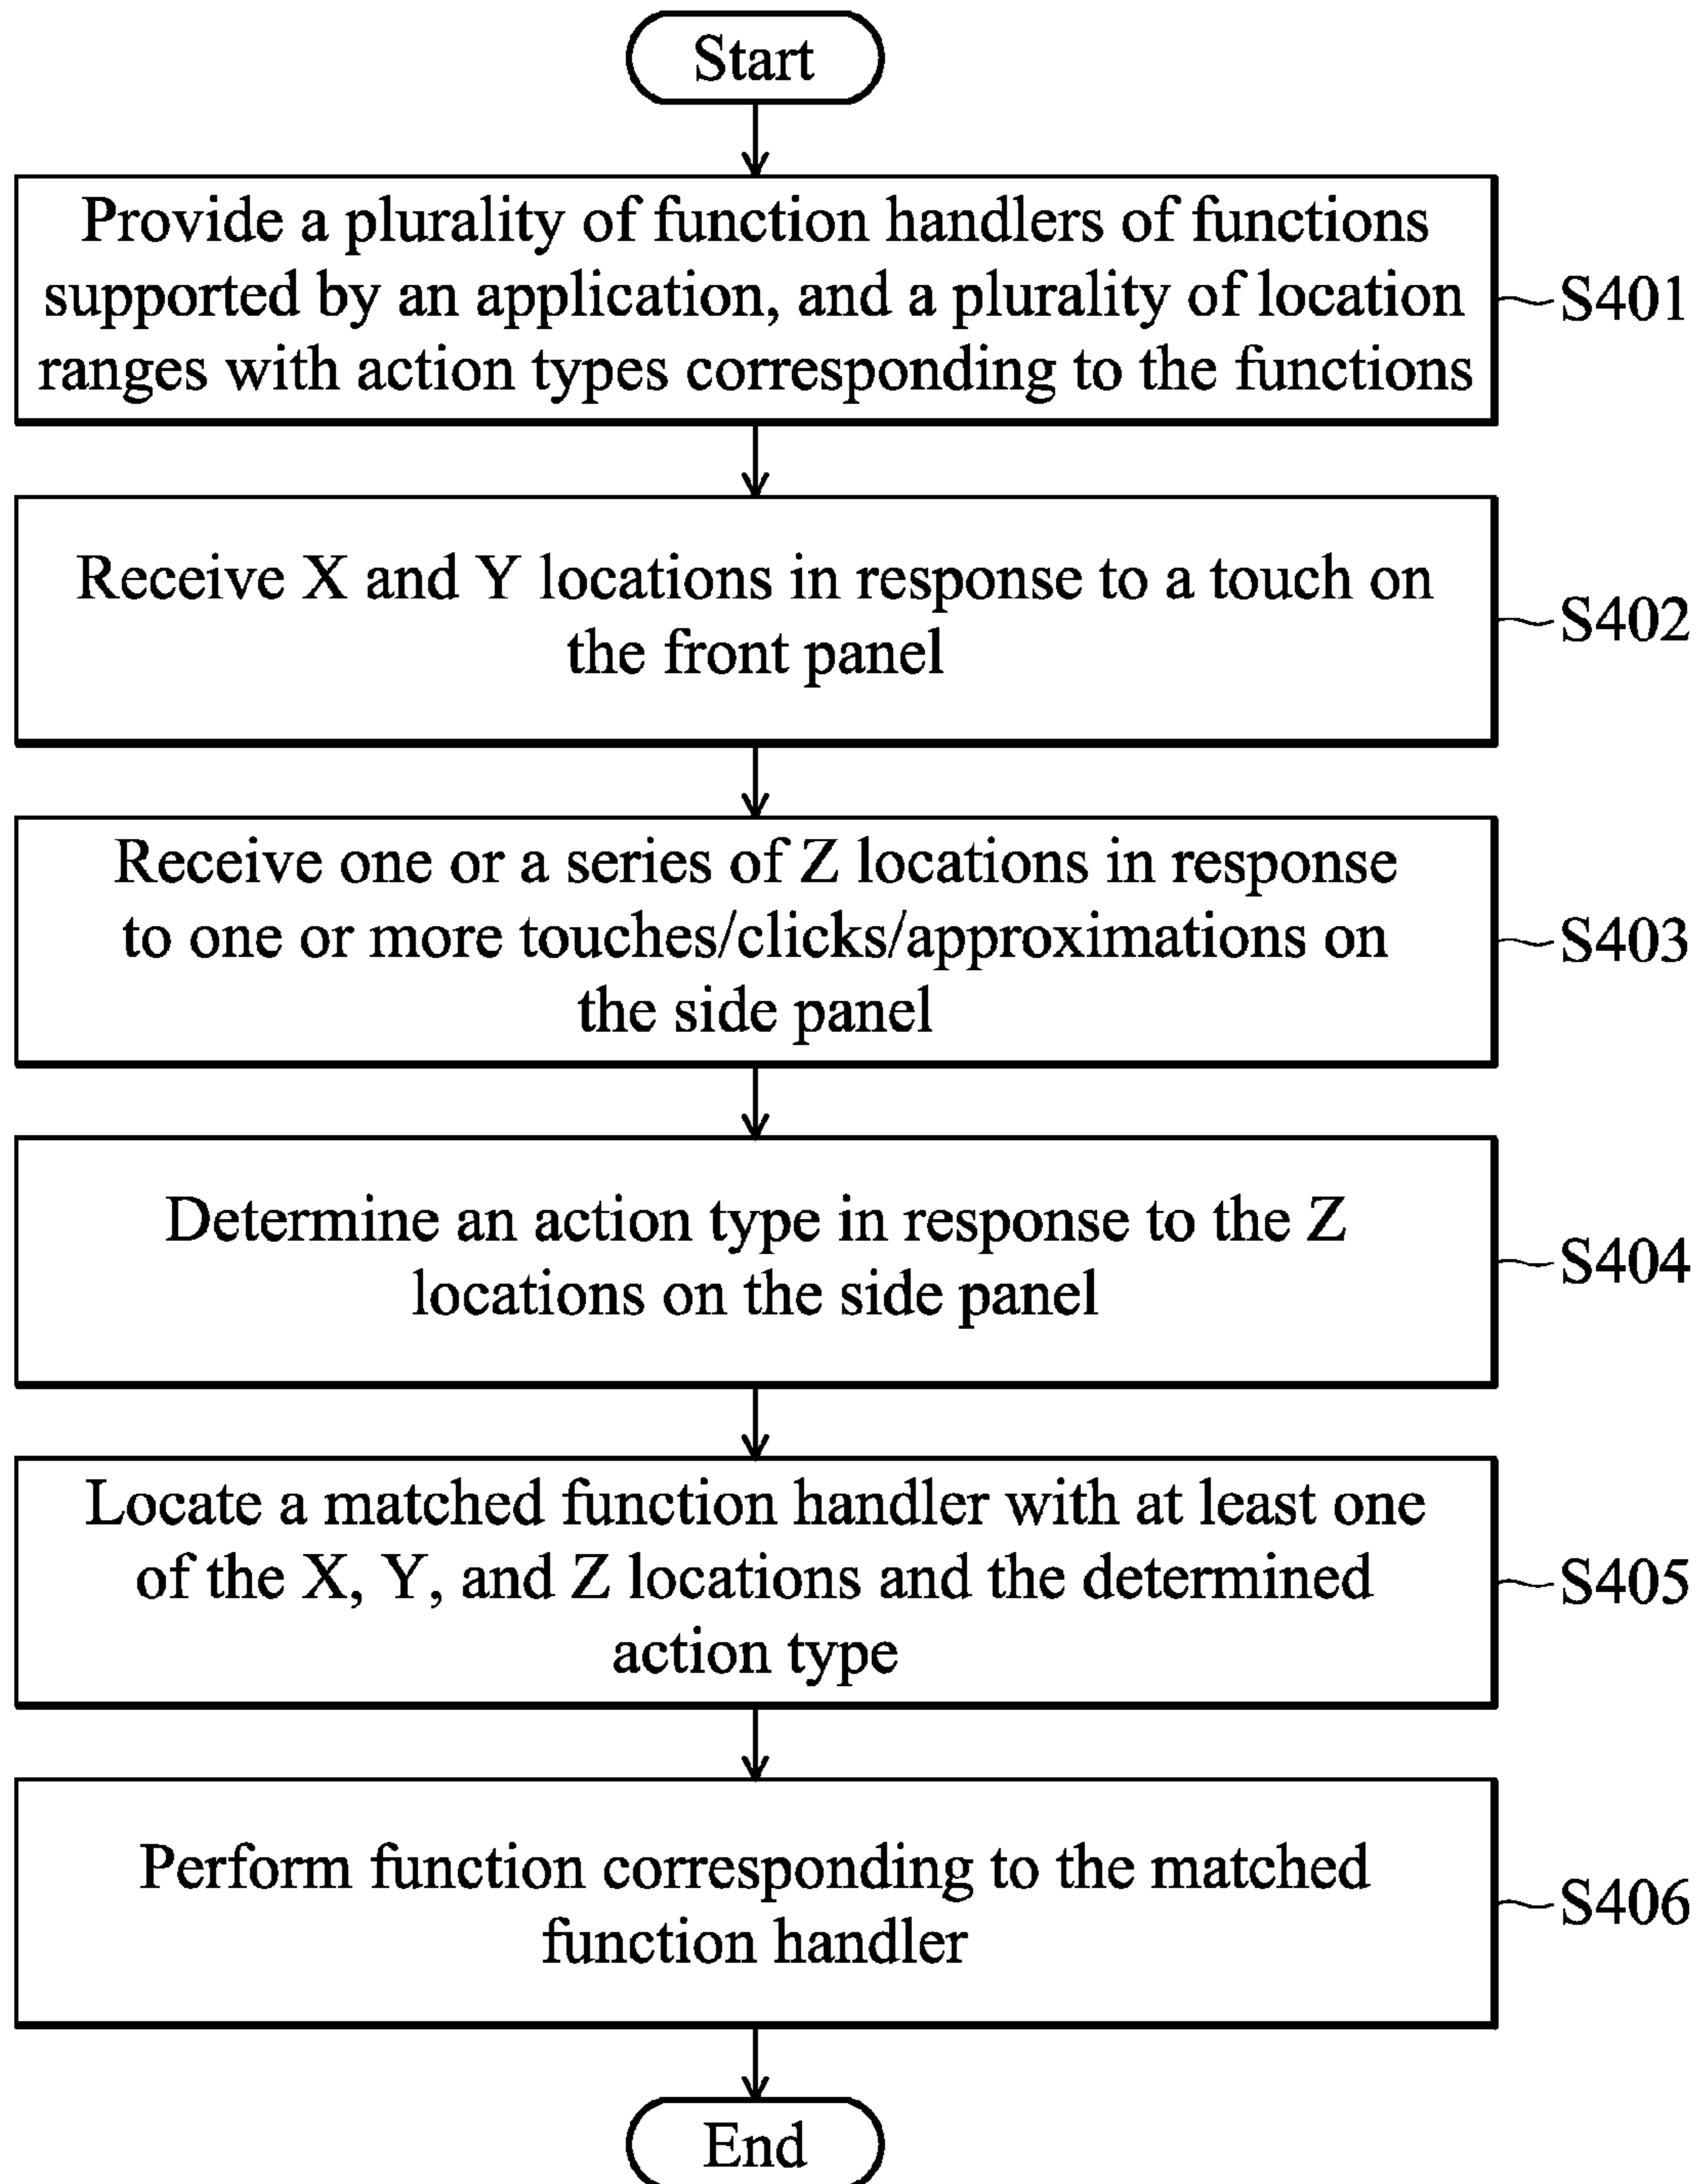 Start
Provide a plurality of function handlers of functions
supported by an application, and a plurality of location
ranges with action types corresponding to the functions
S401
Receive X and Y locations in response to a touch on
the front panel
S402
Receive one or a series of Z locations in response
to one or more touches/clicks/approximations on
the side panel
S403
Determine an action type in response to the Z
locations on the side panel
S404
Locate a matched function handler with at least one
of the X, Y, and Z locations and the determined
action type
S405
Perform function corresponding to the matched
function handler
S406
End